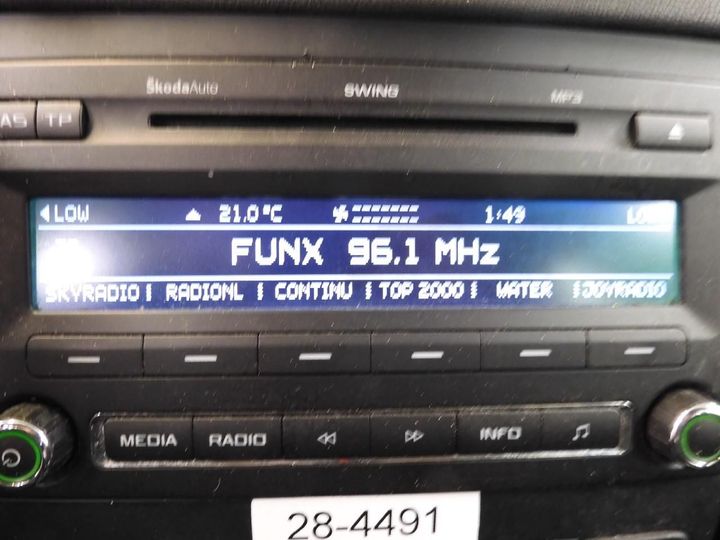 ŠkodaAuto SWING MP3
AS TP
LOW 21.0°C 1:49
FUNX 96.1 MHz
SKYRADIO RADIONL CONTINU TOP 2000 WATER JOYRADIO
MEDIA RADIO INFO
28-4491